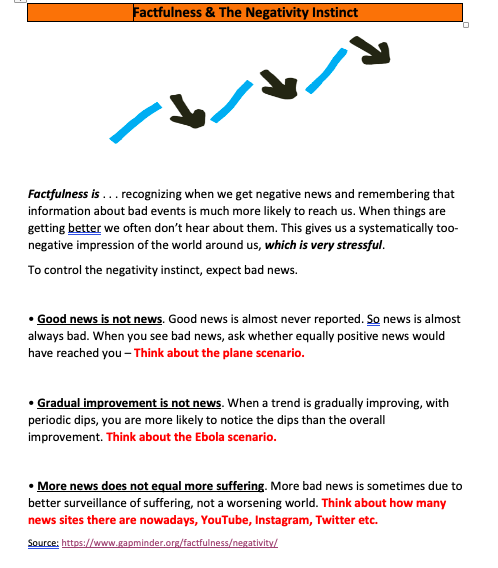 Factfulness & The Negativity Instinct
Factfulness is . . . recognizing when we get negative news and remembering that
information about bad events is much more likely to reach us. When things are
getting better we often don’t hear about them. This gives us a systematically too-
negative impression of the world around us, which is very stressful.
To control the negativity instinct, expect bad news.
• Good news is not news. Good news is almost never reported. So news is almost
always bad. When you see bad news, ask whether equally positive news would
have reached you – Think about the plane scenario.
• Gradual improvement is not news. When a trend is gradually improving, with
periodic dips, you are more likely to notice the dips than the overall
improvement. Think about the Ebola scenario.
• More news does not equal more suffering. More bad news is sometimes due to
better surveillance of suffering, not a worsening world. Think about how many
news sites there are nowadays, YouTube, Instagram, Twitter etc.
Source: https://www.gapminder.org/factfulness/negativity/